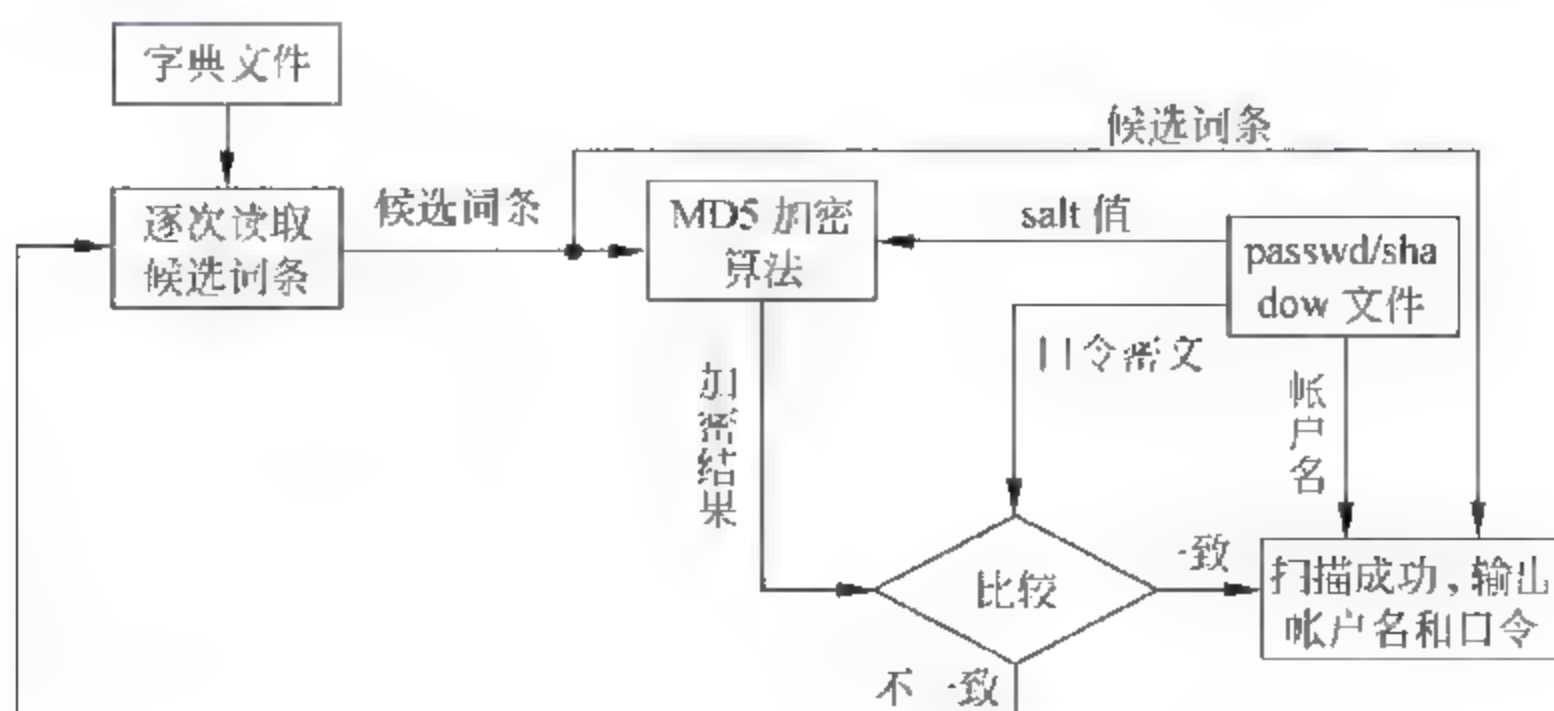 字典文件
候选词条
逐次读取
候选词条
候选词条
MD5 加密
算法
salt 值
passwd/sha
dow 文件
口令密文
加密结果
帐户名
比较
一致
扫描成功,输出
帐户名和口令
不一致